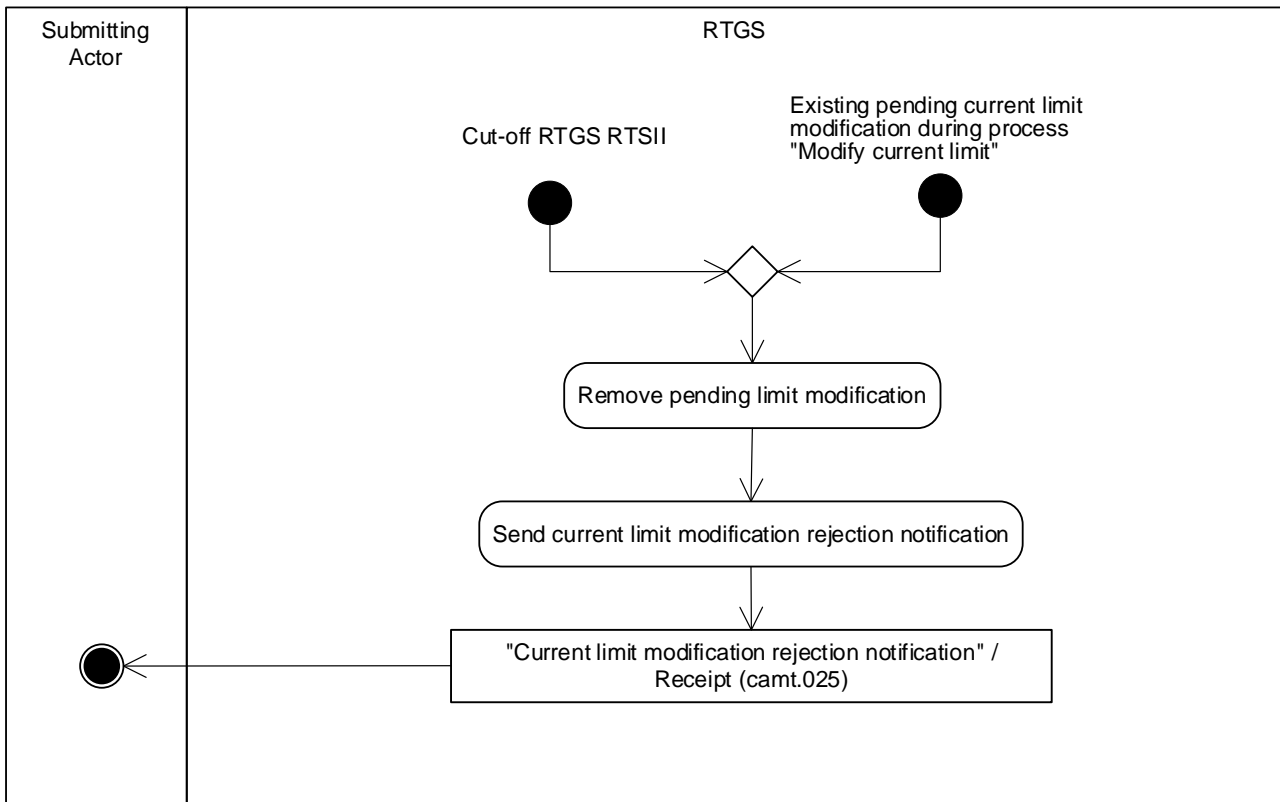 Submitting
Actor
RTGS
Cut-off RTGS RTSII
Existing pending current limit
modification during process
"Modify current limit"
Remove pending limit modification
Send current limit modification rejection notification
"Current limit modification rejection notification" /
Receipt (camt.025)